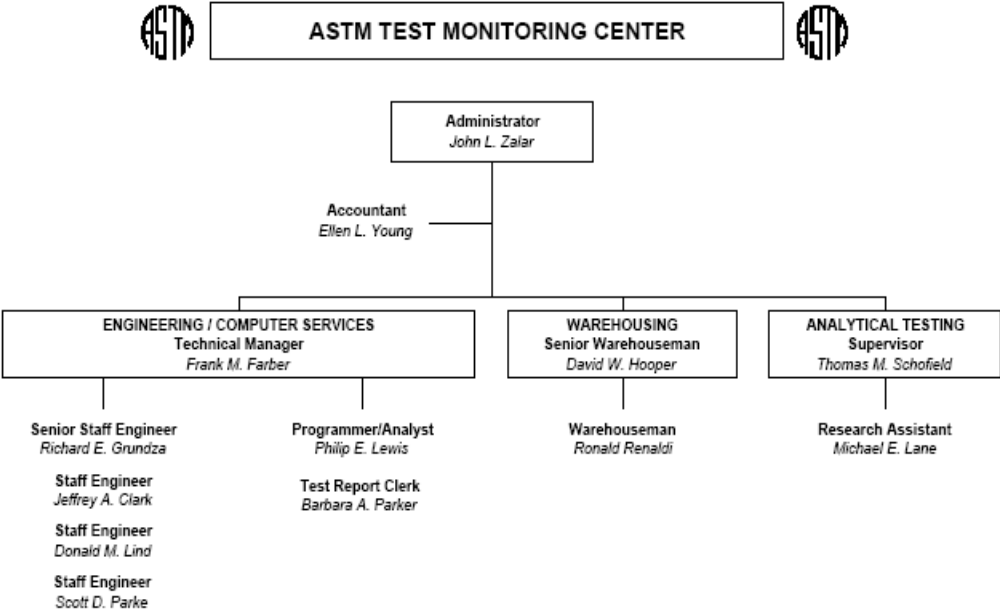 ASTM
ASTM TEST MONITORING CENTER
ASTM
Administrator
John L. Zalar
Accountant
Ellen L. Young
ENGINEERING / COMPUTER SERVICES
Technical Manager
Frank M. Farber
WAREHOUSING
Senior Warehouseman
David W. Hooper
ANALYTICAL TESTING
Supervisor
Thomas M. Schofield
Senior Staff Engineer
Richard E. Grundza
Staff Engineer
Jeffrey A. Clark
Staff Engineer
Donald M. Lind
Staff Engineer
Scott D. Parke
Programmer/Analyst
Philip E. Lewis
Test Report Clerk
Barbara A. Parker
Warehouseman
Ronald Renaldi
Research Assistant
Michael E. Lane